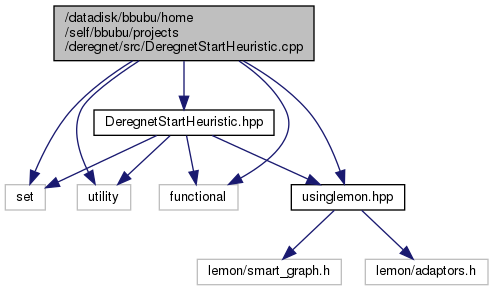 /datadisk/bbubu/home
/self/bbubu/projects
/deregnet/src/DeregnetStartHeuristic.cpp
DeregnetStartHeuristic.hpp
set
utility
functional
usinglemon.hpp
lemon/smart_graph.h
lemon/adaptors.h